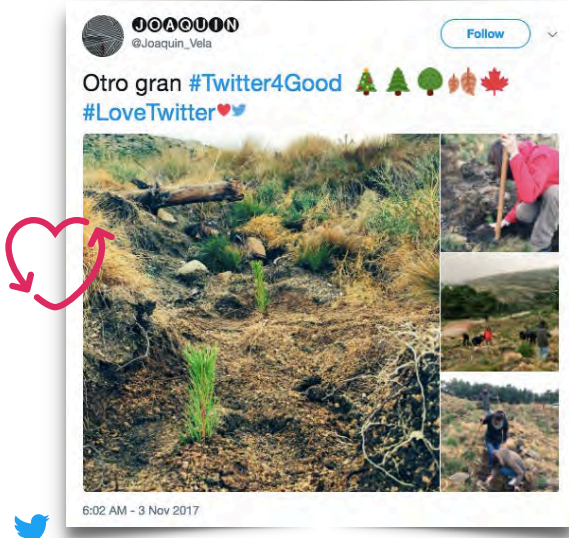 JOAQUIN
@Joaquin_Vela
Follow
Otro gran #Twitter4Good 🎄🌲🌳🍂🍁
#LoveTwitter❤️
6:02 AM - 3 Nov 2017